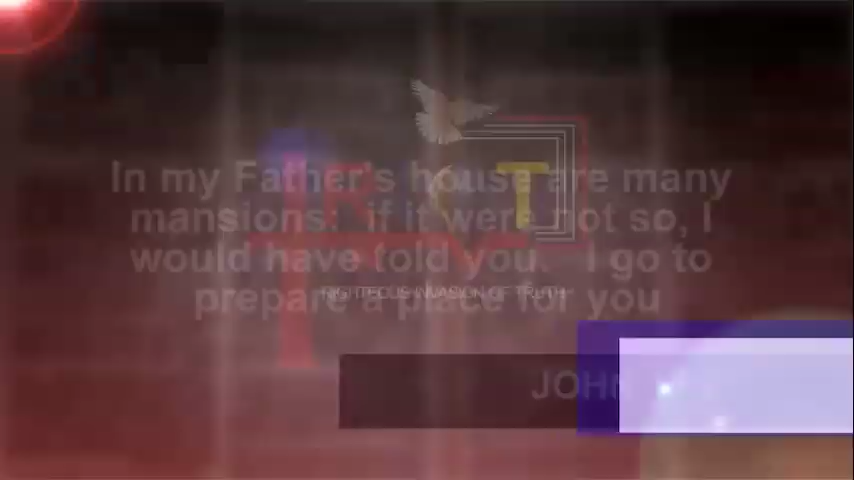 In my Father's house are many
mansions: if it were not so, I
would have told you. I go to
prepare a place for you
RIGHTEOUS INVASION OF TRUTH
JOHN